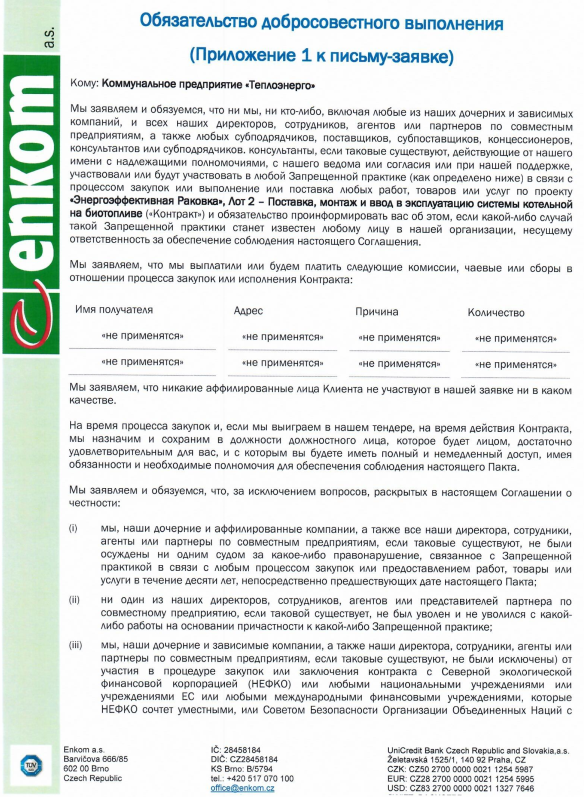 enkom a.s.
Обязательство добросовестного выполнения
(Приложение 1 к письму-заявке)
Кому: Коммунальное предприятие «Теплоэнерго»
Мы заявляем и обязуемся, что ни мы, ни кто-либо, включая любые из наших дочерних и зависимых
компаний, и всех наших директоров, сотрудников, агентов или партнеров по совместным
предприятиям, а также любых субподрядчиков, поставщиков, субпоставщиков, концессионеров,
консультантов или субподрядчиков. консультанты, если таковые существуют, действующие от нашего
имени с надлежащими полномочиями, с нашего ведома или согласия или при нашей поддержке,
участвовали или будут участвовать в любой Запрещенной практике (как определено ниже) в связи с
процессом закупок или выполнение или поставка любых работ, товаров или услуг по проекту
«Энергоэффективная Раковка», Лот 2 – Поставка, монтаж и ввод в эксплуатацию системы котельной
на биотопливе («Контракт») и обязательство проинформировать вас об этом, если какой-либо случай
такой Запрещенной практики станет известен любому лицу в нашей организации, несущему
ответственность за обеспечение соблюдения настоящего Соглашения.
Мы заявляем, что мы выплатили или будем платить следующие комиссии, чаевые или сборы в
отношении процесса закупок или исполнения Контракта:
Имя получателя Адрес Причина Количество
«не применятся» «не применятся» «не применятся» «не применятся»
«не применятся» «не применятся» «не применятся» «не применятся»
Мы заявляем, что никакие аффилированные лица Клиента не участвуют в нашей заявке ни в каком
качестве.
На время процесса закупок и, если мы выиграем в нашем тендере, на время действия Контракта,
мы назначим и сохраним в должности должностного лица, которое будет лицом, достаточно
удовлетворительным для вас, и с которым вы будете иметь полный и немедленный доступ, имея
обязанности и необходимые полномочия для обеспечения соблюдения настоящего Пакта.
Мы заявляем и обязуемся, что, за исключением вопросов, раскрытых в настоящем Соглашении о
честности:
(i) мы, наши дочерние и аффилированные компании, а также все наши директора, сотрудники,
агенты или партнеры по совместным предприятиям, если таковые существуют, не были
осуждены ни одним судом за какое-либо правонарушение, связанное с Запрещенной
практикой в связи с любым процессом закупок или предоставлением работ, товары или
услуги в течение десяти лет, непосредственно предшествующих дате настоящего Пакта;
(ii) ни один из наших директоров, сотрудников, агентов или представителей партнера по
совместному предприятию, если таковой существует, не был уволен и не уволился с какой-
либо работы на основании причастности к какой-либо Запрещенной практике;
(iii) мы, наши дочерние и зависимые компании, а также наши директора, сотрудники, агенты или
партнеры по совместным предприятиям, если таковые существуют, не были исключены) от
участия в процедуре закупок или заключения контракта с Северной экологической
финансовой корпорацией (НЕФКО) или любыми национальными учреждениями или
учреждениями ЕС или любыми международными финансовыми учреждениями, которые
НЕФКО сочтет уместными, или Советом Безопасности Организации Объединенных Наций с
TÜV
Enkom a.s.
Barvičova 666/85
602 00 Brno
Czech Republic
IČ: 28458184
DIČ: CZ28458184
KS Brno: B/5794
tel.: +420 517 070 100
office@enkom.cz
UniCredit Bank Czech Republic and Slovakia,a.s.
Želetavská 1525/1, 140 92 Praha, CZ
CZK: CZ50 2700 0000 0021 1254 5987
EUR: CZ28 2700 0000 0021 1254 5995
USD: CZ83 2700 0000 0021 1327 7646